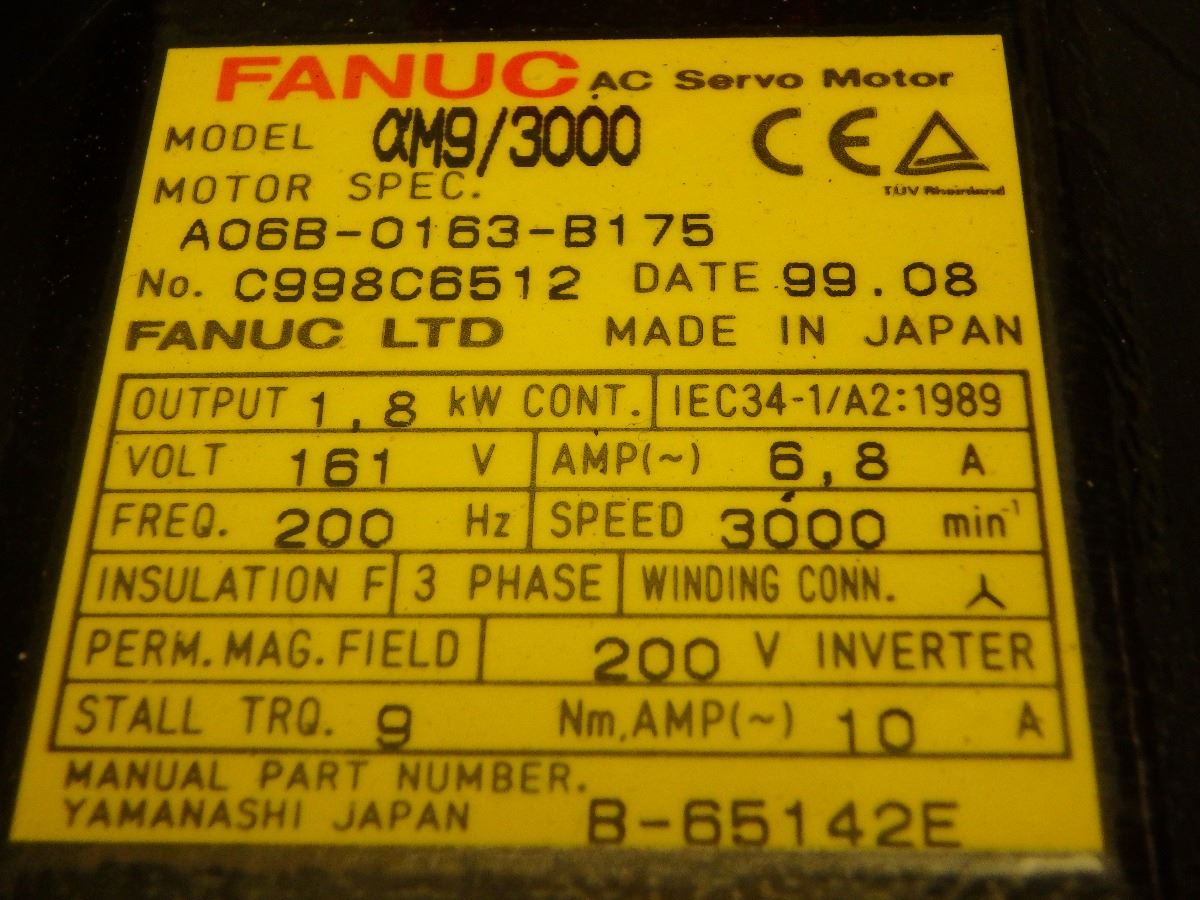 FANUC AC Servo Motor
MODEL αM9/3000 CE
TÜV Rheinland
MOTOR SPEC.
A06B-0163-B175
No. C998C6512 DATE 99.08
FANUC LTD MADE IN JAPAN
OUTPUT 1,8 kW CONT. IEC34-1/A2:1989
VOLT 161 V AMP(~) 6,8 A
FREQ. 200 Hz SPEED 3000 min-1
INSULATION F 3 PHASE WINDING CONN.
PERM.MAG.FIELD 200 V INVERTER
STALL TRQ. 9 Nm,AMP(~) 10 A
MANUAL PART NUMBER.
YAMANASHI JAPAN B-65142E